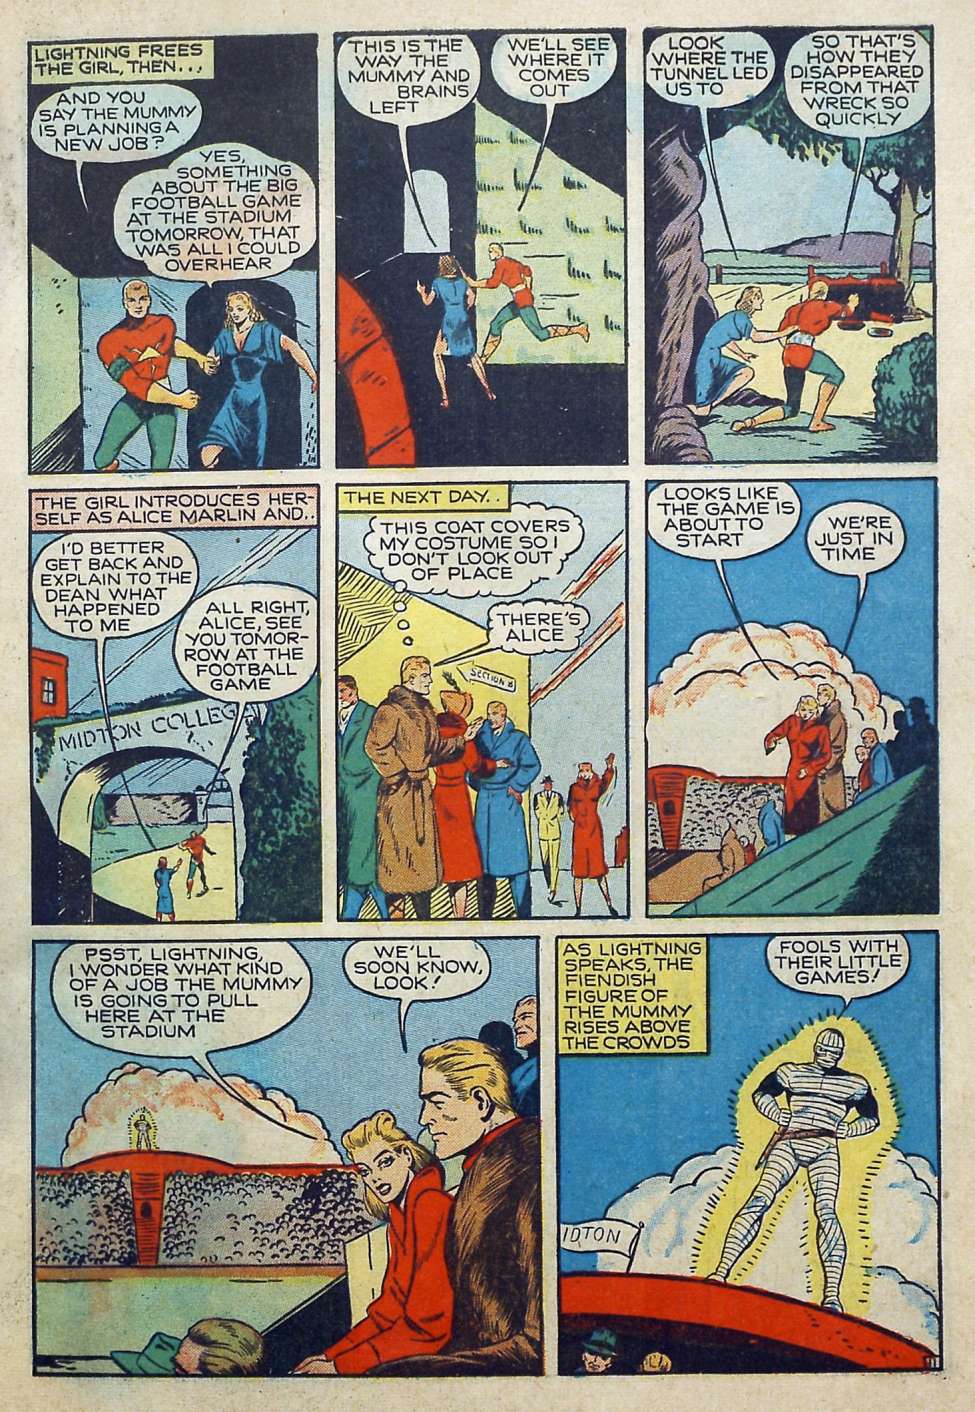 LIGHTNING FREES
THE GIRL, THEN...
AND YOU
SAY THE MUMMY
IS PLANNING A
NEW JOB?
YES,
SOMETHING
ABOUT THE BIG
FOOTBALL GAME
AT THE STADIUM
TOMORROW, THAT
WAS ALL I COULD
OVERHEAR
THIS IS THE
WAY THE
MUMMY AND
BRAINS
LEFT
WE'LL SEE
WHERE IT
COMES
OUT
LOOK
WHERE THE
TUNNEL LED
US TO
SO THAT'S
HOW THEY
DISAPPEARED
FROM THAT
WRECK SO
QUICKLY
THE GIRL INTRODUCES HER-
SELF AS ALICE MARLIN AND..
I'D BETTER
GET BACK AND
EXPLAIN TO THE
DEAN WHAT
HAPPENED
TO ME
ALL RIGHT,
ALICE, SEE
YOU TOMOR-
ROW AT THE
FOOTBALL
GAME
MIDTON COLLEG
THE NEXT DAY..
THIS COAT COVERS
MY COSTUME SO I
DON'T LOOK OUT
OF PLACE
THERE'S
ALICE
SECTION 8
LOOKS LIKE
THE GAME IS
ABOUT TO
START
WE'RE
JUST IN
TIME
PSST, LIGHTNING,
I WONDER WHAT KIND
OF A JOB THE MUMMY
IS GOING TO PULL
HERE AT THE
STADIUM
WE'LL
SOON KNOW,
LOOK!
AS LIGHTNING
SPEAKS, THE
FIENDISH
FIGURE OF
THE MUMMY
RISES ABOVE
THE CROWDS
FOOLS WITH
THEIR LITTLE
GAMES!
IDTON
11